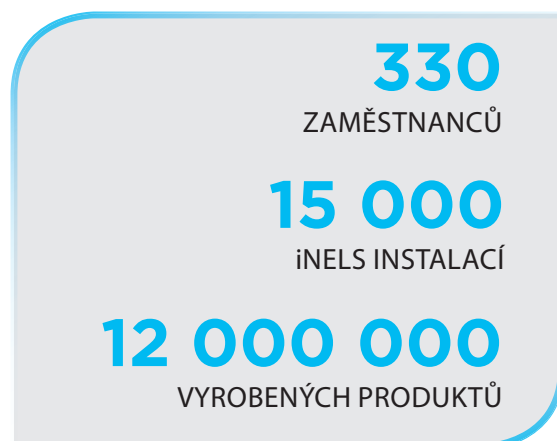 330
ZAMĚSTNANCŮ
15 000
iNELS INSTALACÍ
12 000 000
VYROBENÝCH PRODUKTŮ